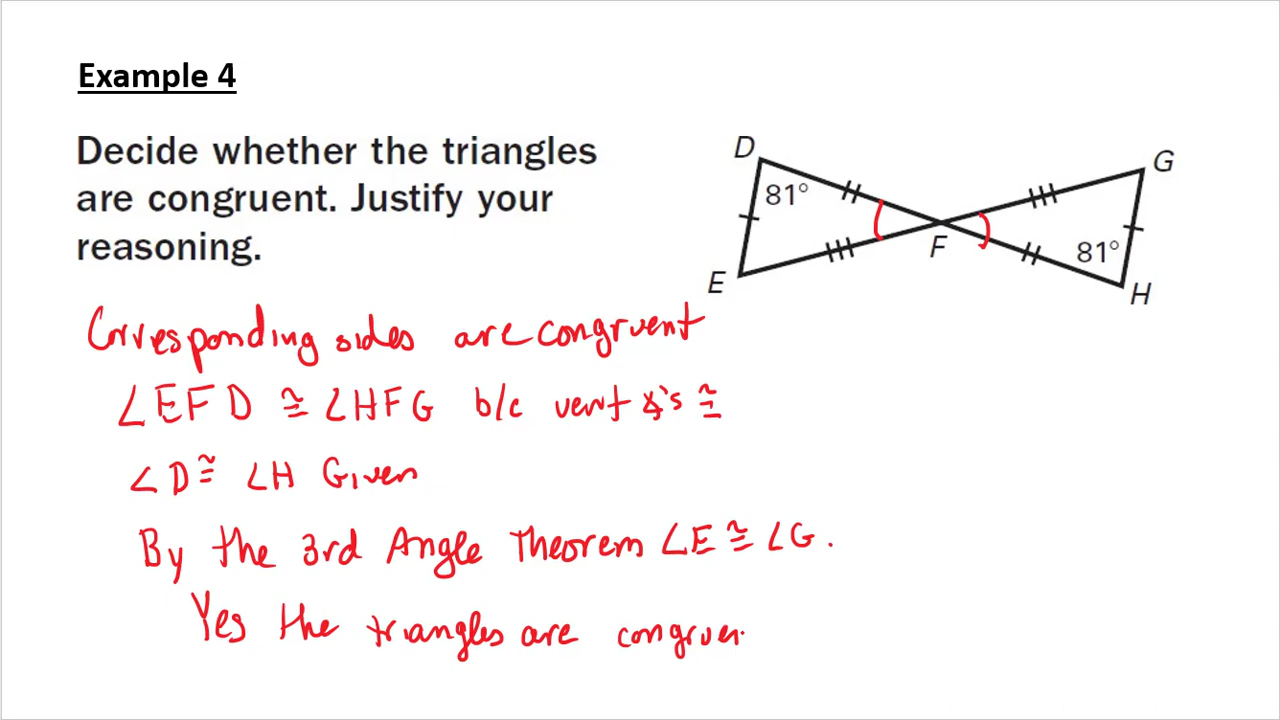 Example 4
Decide whether the triangles
are congruent. Justify your
reasoning.
D
G
81°
F
81°
E
H
Corresponding sides are congruent
∠EFD ≅ ∠HFG b/c vert ∡'s ≅
∠D ≅ ∠H Given
By the 3rd Angle Theorem ∠E ≅ ∠G.
Yes the triangles are congruen